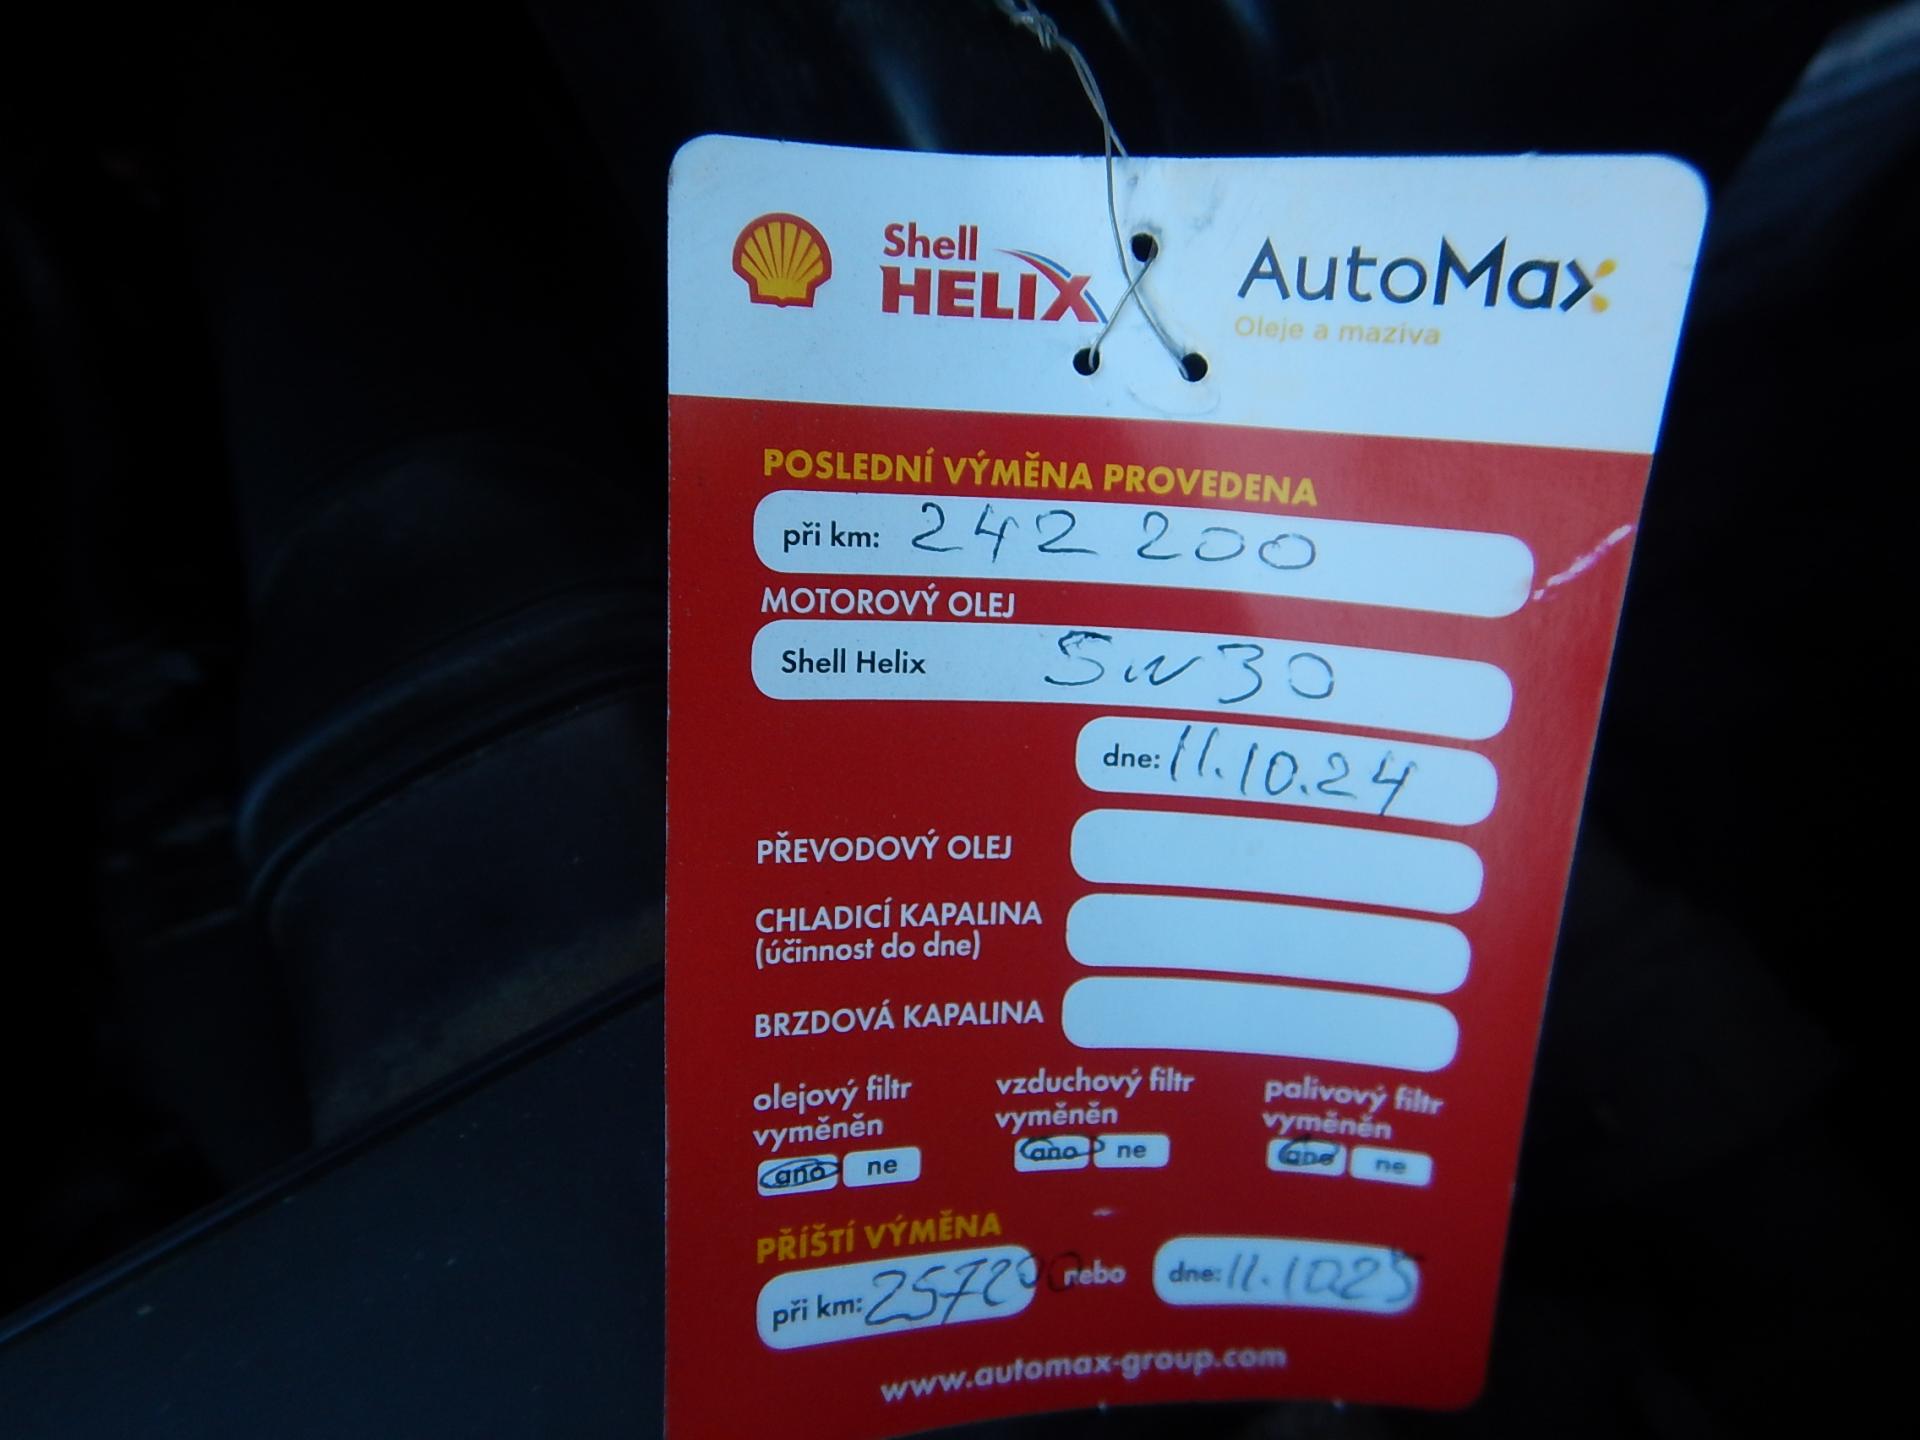 Shell
HELIX
AutoMax
Oleje a maziva
POSLEDNÍ VÝMĚNA PROVEDENA
při km: 242 200
MOTOROVÝ OLEJ
Shell Helix 5w30
dne: 11.10.24
PŘEVODOVÝ OLEJ
CHLADICÍ KAPALINA
(účinnost do dne)
BRZDOVÁ KAPALINA
olejový filtr
vyměněn
ano ne
vzduchový filtr
vyměněn
ano ne
palivový filtr
vyměněn
ano ne
PŘÍŠTÍ VÝMĚNA
při km: 257200 nebo dne: 11.10.25
www.automax-group.com